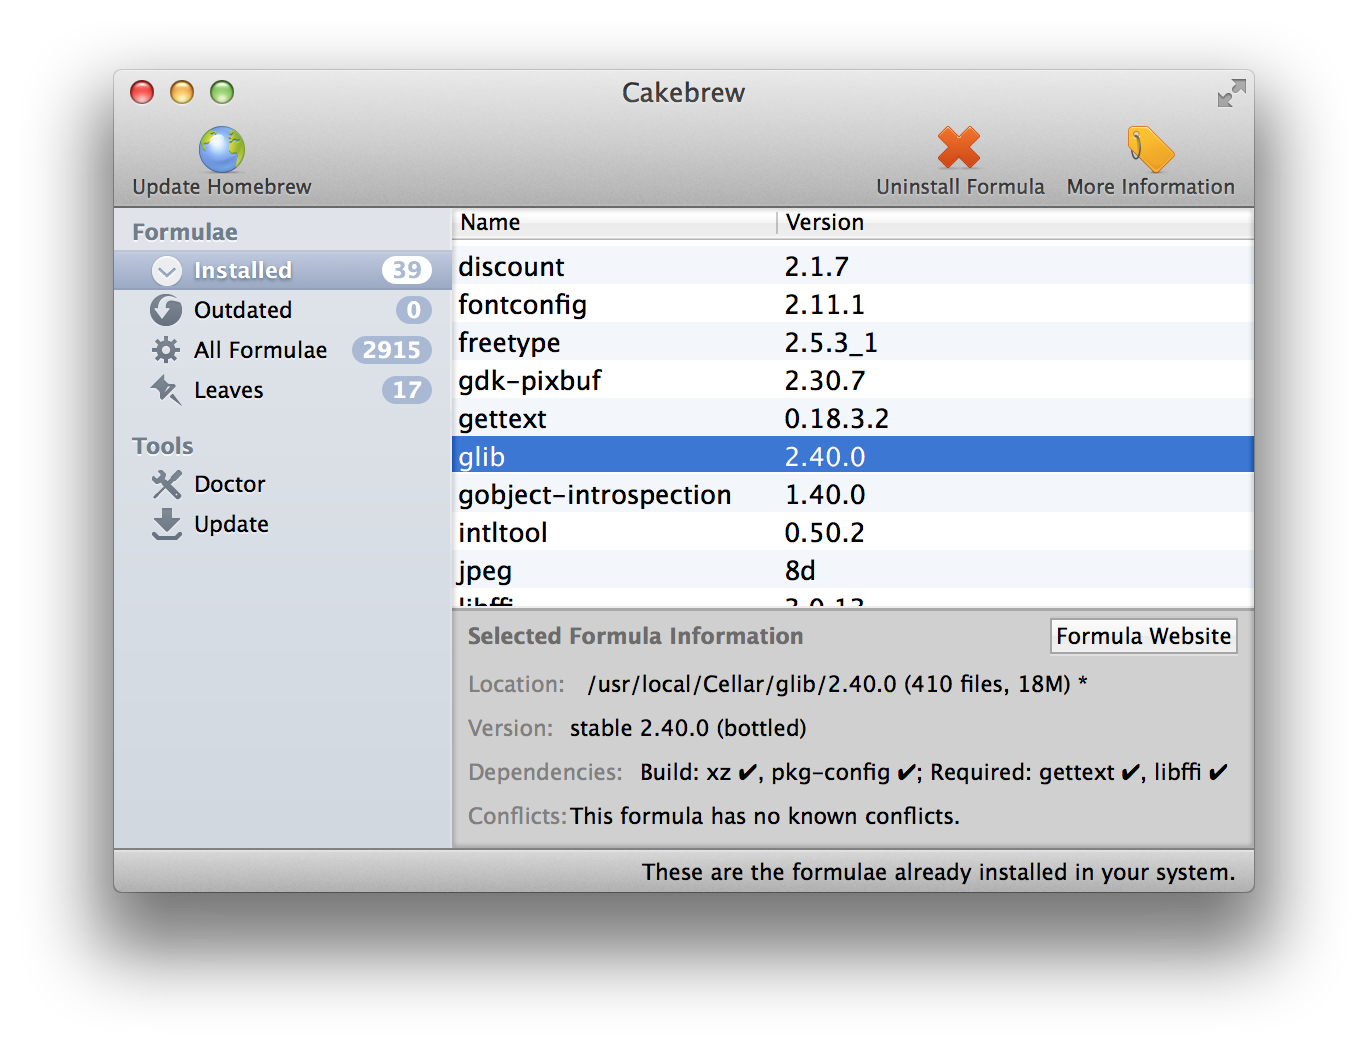 Cakebrew
Update Homebrew
Uninstall Formula
More Information
Formulae
Installed 39
Outdated 0
All Formulae 2915
Leaves 17
Tools
Doctor
Update
Name Version
discount 2.1.7
fontconfig 2.11.1
freetype 2.5.3_1
gdk-pixbuf 2.30.7
gettext 0.18.3.2
glib 2.40.0
gobject-introspection 1.40.0
intltool 0.50.2
jpeg 8d
libffi 3.0.13
Selected Formula Information
Formula Website
Location: /usr/local/Cellar/glib/2.40.0 (410 files, 18M) *
Version: stable 2.40.0 (bottled)
Dependencies: Build: xz ✔, pkg-config ✔; Required: gettext ✔, libffi ✔
Conflicts: This formula has no known conflicts.
These are the formulae already installed in your system.